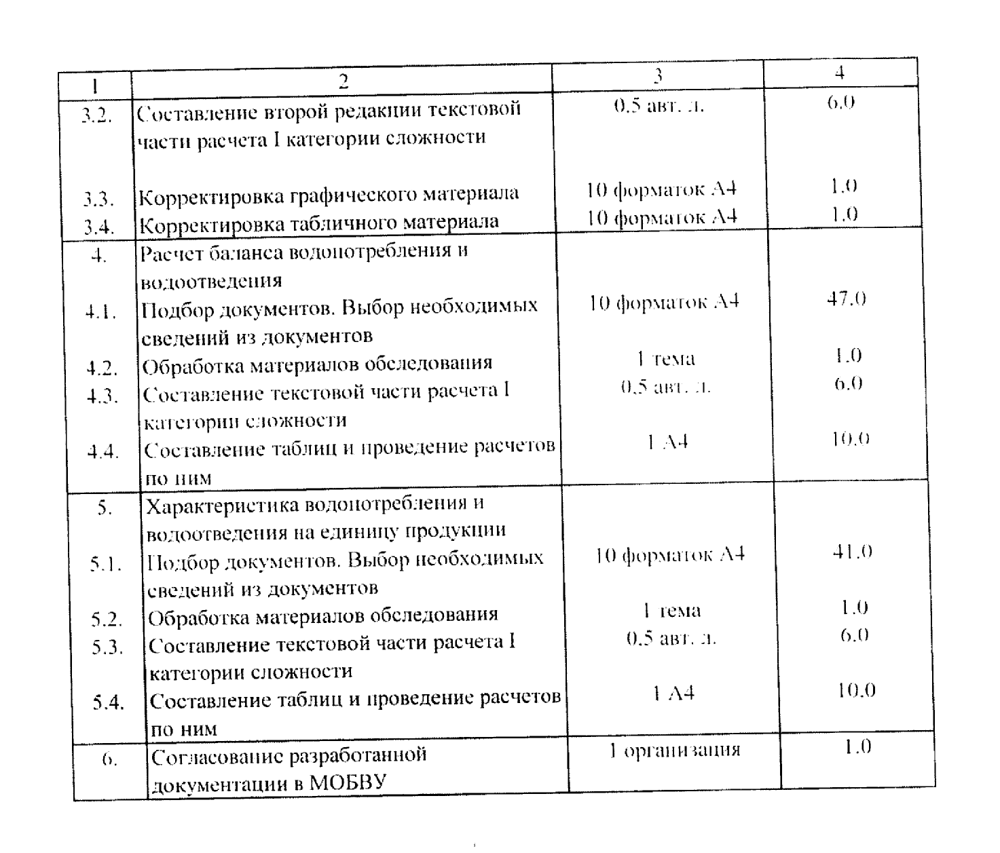 1 2 3 4
3.2. Составление второй редакции текстовой 0.5 авт. л. 6.0
части расчета I категории сложности
3.3. Корректировка графического материала 10 форматок А4 1.0
3.4. Корректировка табличного материала 10 форматок А4 1.0
4. Расчет баланса водопотребления и
водоотведения
4.1. Подбор документов. Выбор необходимых 10 форматок А4 47.0
сведений из документов
4.2. Обработка материалов обследования 1 тема 1.0
4.3. Составление текстовой части расчета I 0.5 авт. л. 6.0
категории сложности
4.4. Составление таблиц и проведение расчетов 1 А4 10.0
по ним
5. Характеристика водопотребления и
водоотведения на единицу продукции
5.1. Подбор документов. Выбор необходимых 10 форматок А4 41.0
сведений из документов
5.2. Обработка материалов обследования 1 тема 1.0
5.3. Составление текстовой части расчета I 0.5 авт. л. 6.0
категории сложности
5.4. Составление таблиц и проведение расчетов 1 А4 10.0
по ним
6. Согласование разработанной 1 организация 1.0
документации в МОБВУ